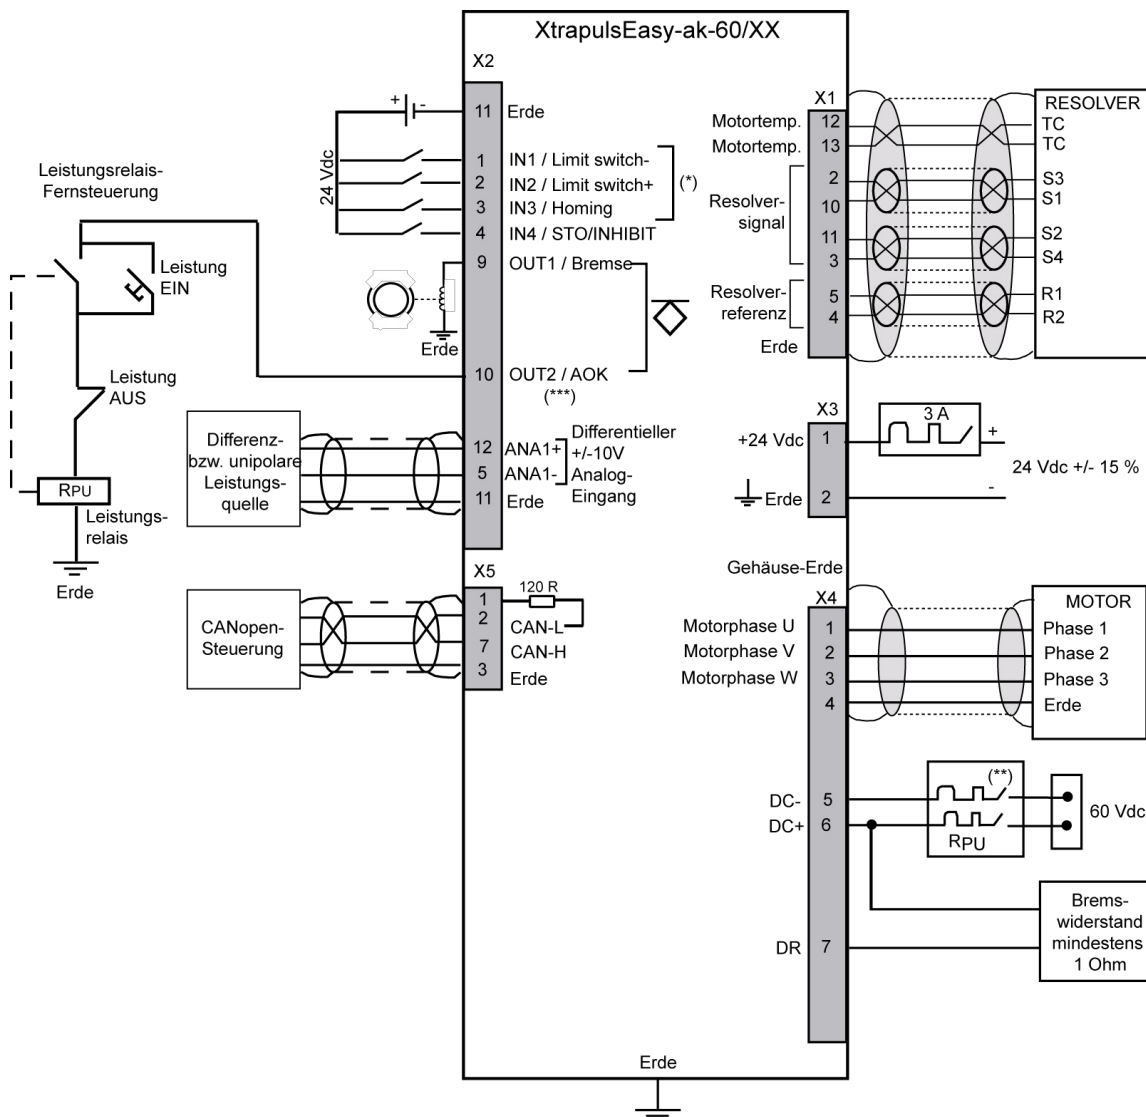 XtrapulsEasy-ak-60/XX
X2
+ -
11 Erde
24 Vdc
1 IN1 / Limit switch-
2 IN2 / Limit switch+
(*)
3 IN3 / Homing
4 IN4 / STO/INHIBIT
9 OUT1 / Bremse
Erde
10 OUT2 / AOK
(***)
Leistungsrelais-
Fernsteuerung
Leistung
EIN
Leistung
AUS
RPU
Leistungs-
relais
Erde
Differenz-
bzw. unipolare
Leistungs-
quelle
12 ANA1+
5 ANA1-
11 Erde
Differentieller
+/-10V
Analog-
Eingang
X5
CANopen-
Steuerung
1
120 R
2 CAN-L
7 CAN-H
3 Erde
X1
Motortemp. 12
Motortemp. 13
Resolver-
signal
2
10
11
3
Resolver-
referenz
5
4
Erde
RESOLVER
TC
TC
S3
S1
S2
S4
R1
R2
X3
3 A
+24 Vdc 1
+
24 Vdc +/- 15 %
Erde 2
-
Gehäuse-Erde
X4
Motorphase U 1
Motorphase V 2
Motorphase W 3
4
MOTOR
Phase 1
Phase 2
Phase 3
Erde
DC- 5
DC+ 6
(**)
RPU
60 Vdc
DR 7
Brems-
widerstand
mindestens
1 Ohm
Erde